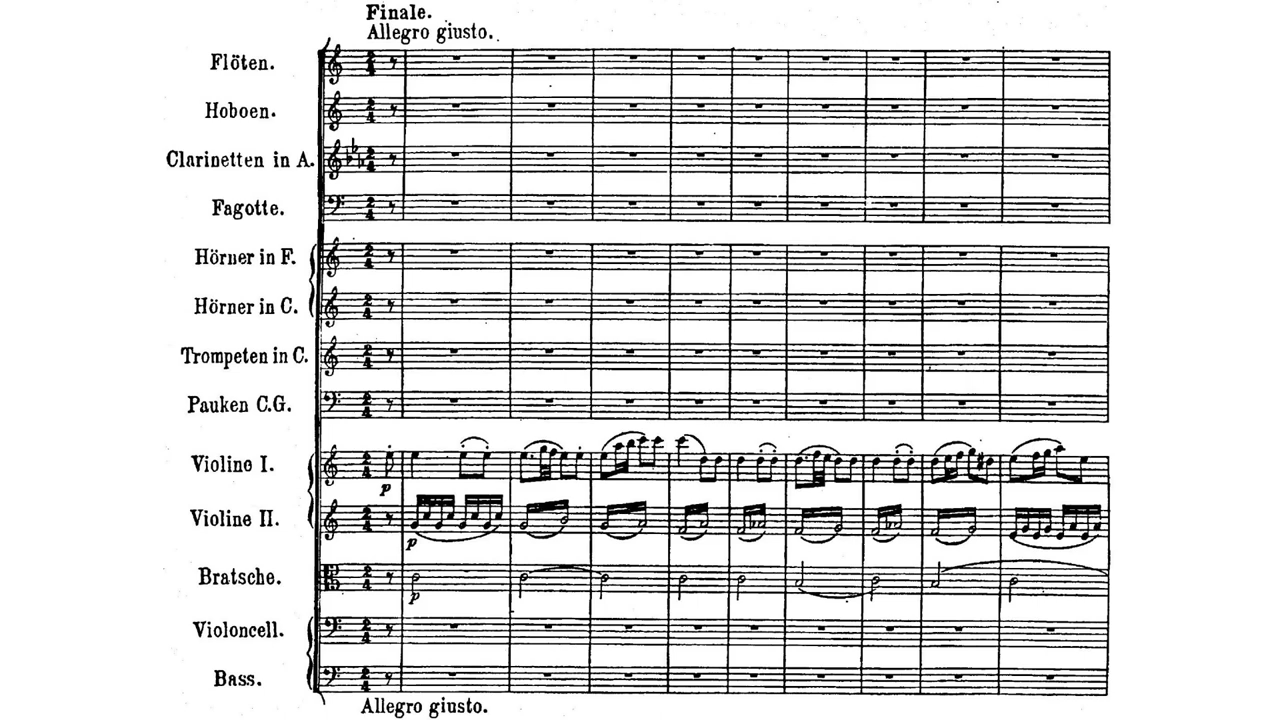 Finale.
Allegro giusto.
Flöten.
Hoboen.
Clarinetten in A.
Fagotte.
Hörner in F.
Hörner in C.
Trompeten in C.
Pauken C.G.
Violine I.
p
Violine II.
p
Bratsche.
p
Violoncell.
Bass.
Allegro giusto.